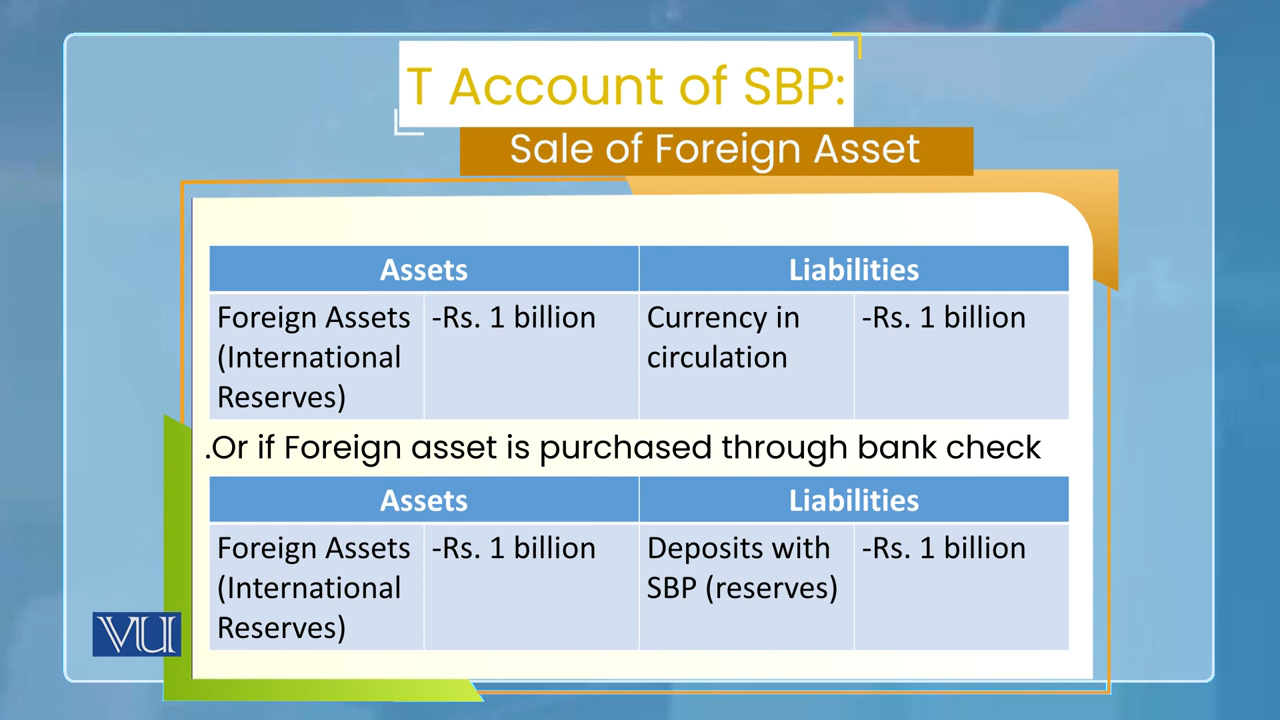 T Account of SBP:
Sale of Foreign Asset
Assets Liabilities
Foreign Assets -Rs. 1 billion Currency in -Rs. 1 billion
(International circulation
Reserves)
.Or if Foreign asset is purchased through bank check
Assets Liabilities
Foreign Assets -Rs. 1 billion Deposits with -Rs. 1 billion
(International SBP (reserves)
Reserves)
VU